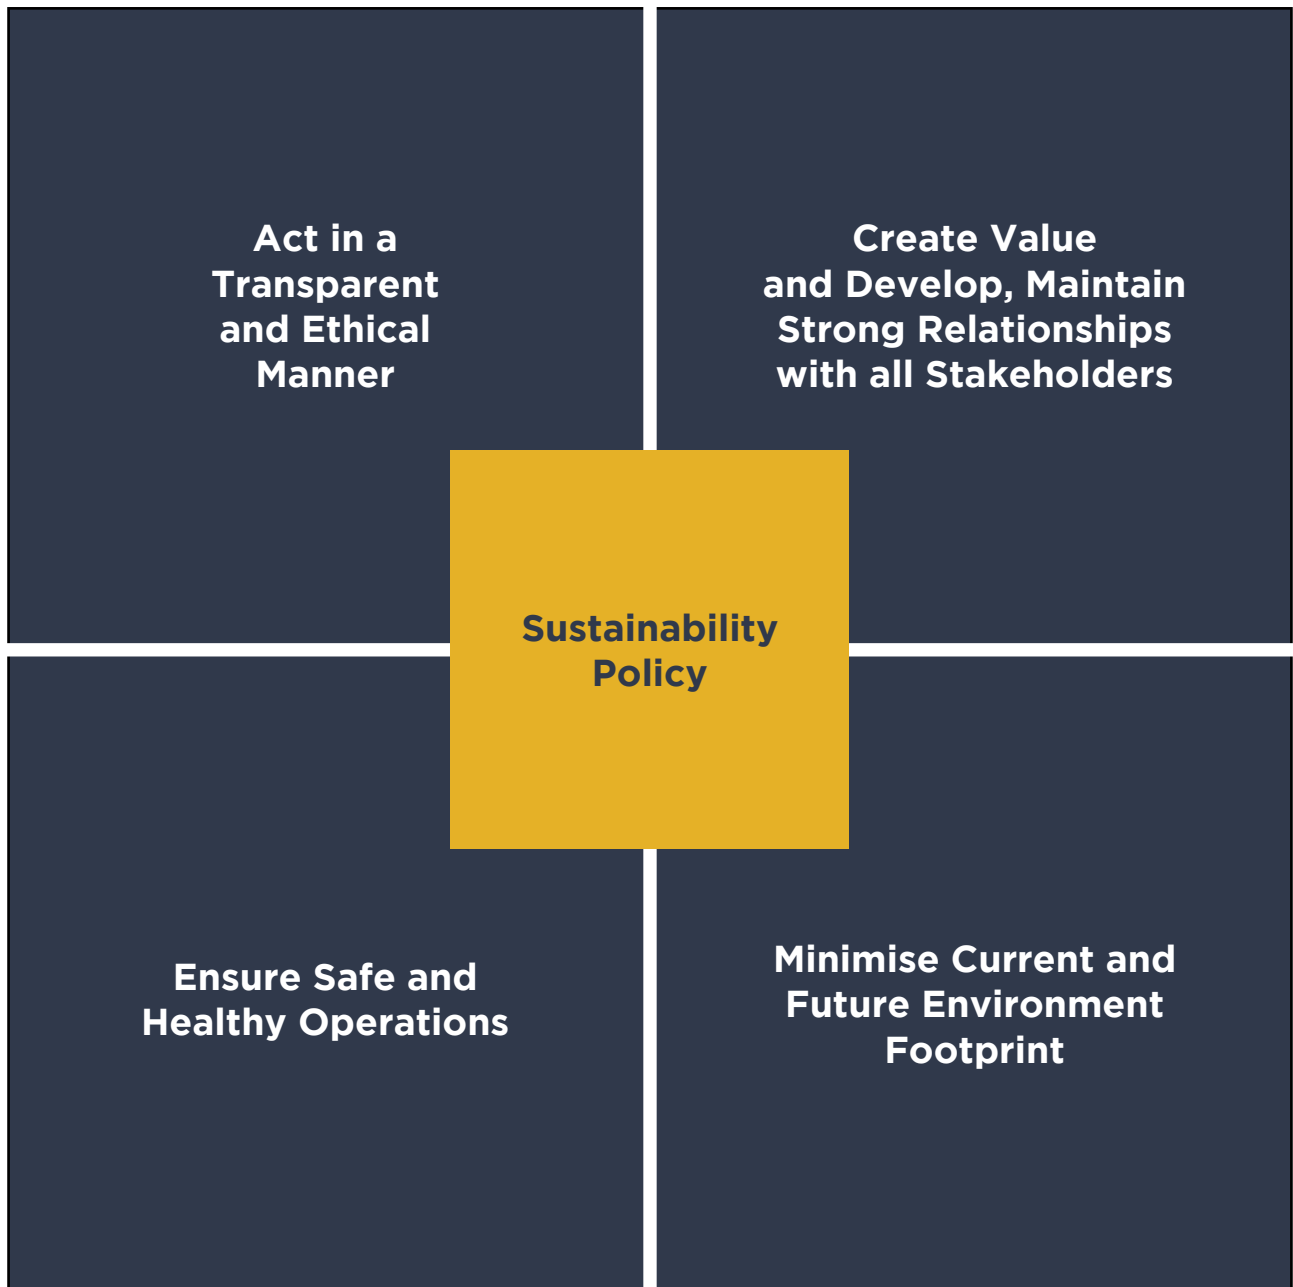 Act in a
Transparent
and Ethical
Manner
Create Value
and Develop, Maintain
Strong Relationships
with all Stakeholders
Sustainability
Policy
Ensure Safe and
Healthy Operations
Minimise Current and
Future Environment
Footprint